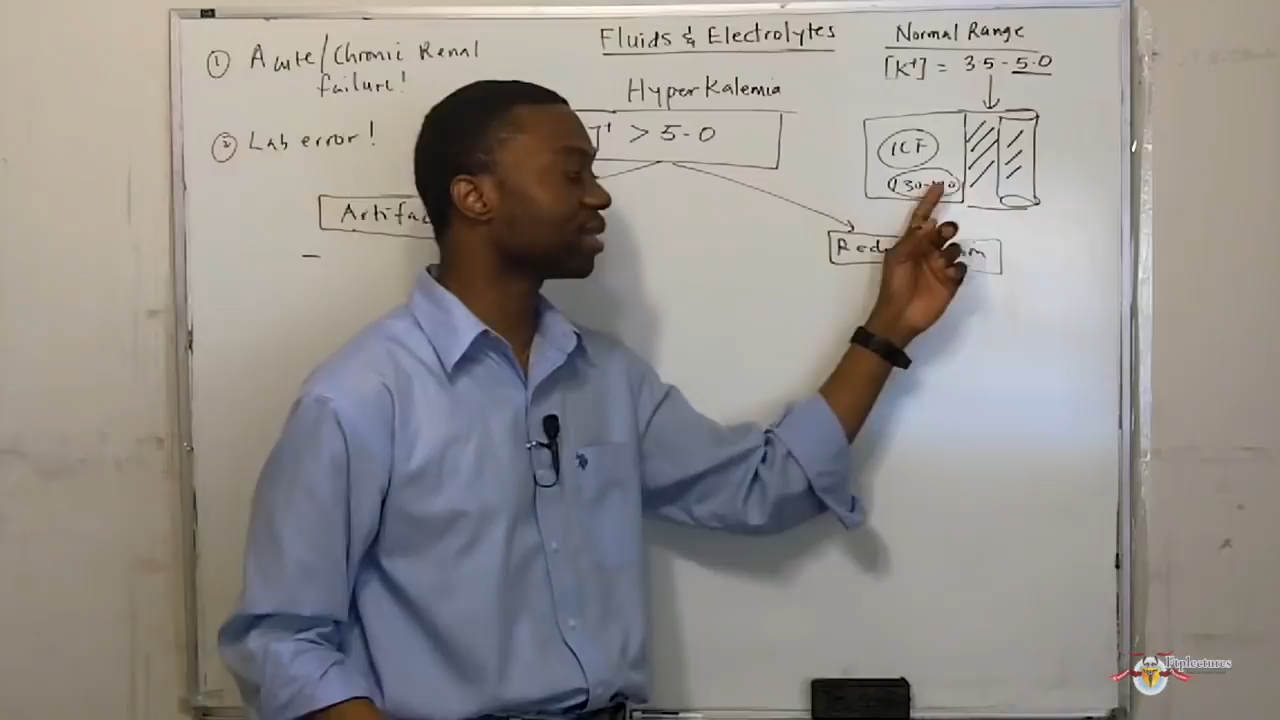 Fluids & Electrolytes
Normal Range
[K+] = 3.5 - 5.0
① Acute/Chronic Renal
failure!
HyperKalemia
> 5.0
② Lab error!
ICF
Ftplectures